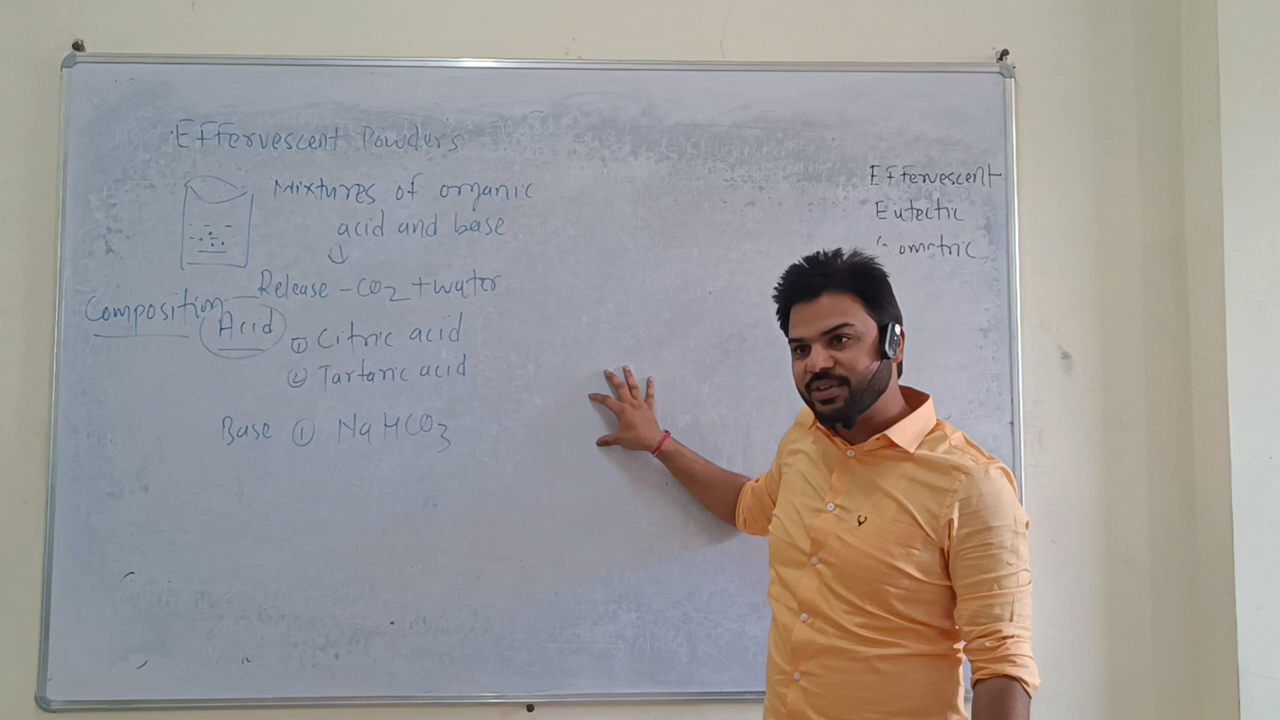 Effervescent Powders
Mixtures of organic
acid and base
↓
Release - CO2 + water
Composition - Acid ① Citric acid
② Tartaric acid
Base ① NaHCO3
Effervescent
Eutectic